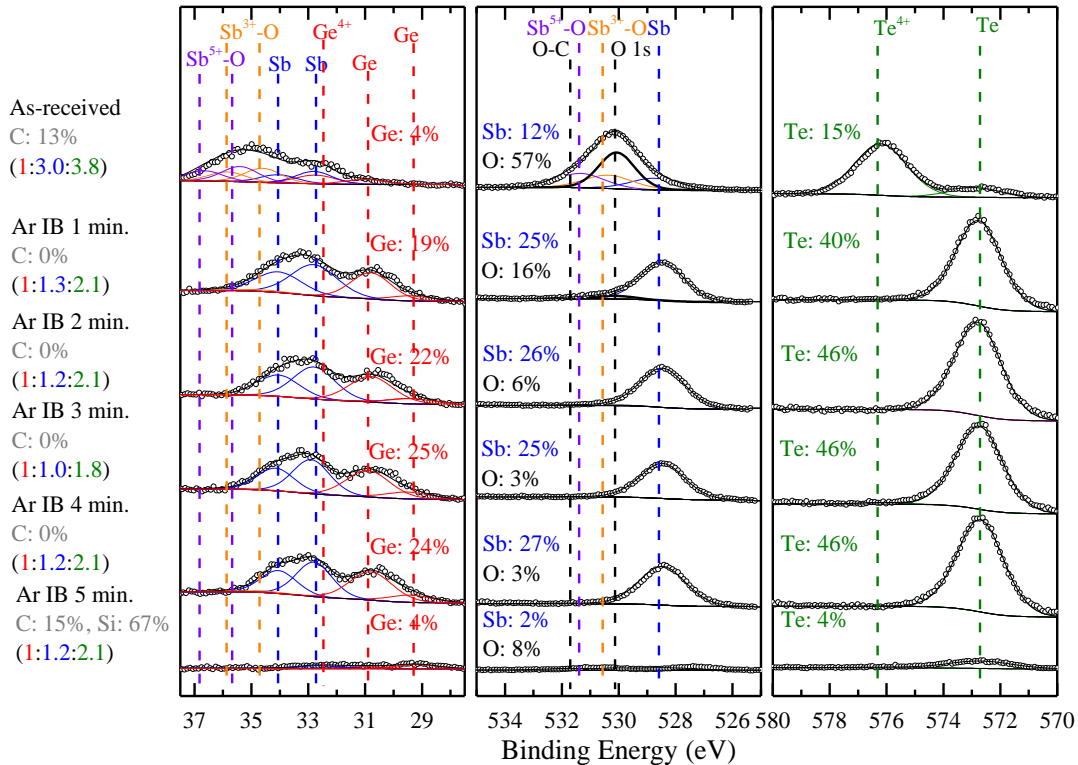 Sb³⁺-O Ge⁴⁺ Ge
Sb⁵⁺-O Sb Sb Ge
Sb⁵⁺-O Sb³⁺-O Sb
O-C O 1s
Te⁴⁺ Te
As-received
C: 13%
(1:3.0:3.8)
Ge: 4%
Sb: 12%
O: 57%
Te: 15%
Ar IB 1 min.
C: 0%
(1:1.3:2.1)
Ge: 19%
Sb: 25%
O: 16%
Te: 40%
Ar IB 2 min.
C: 0%
(1:1.2:2.1)
Ge: 22%
Sb: 26%
O: 6%
Te: 46%
Ar IB 3 min.
C: 0%
(1:1.0:1.8)
Ge: 25%
Sb: 25%
O: 3%
Te: 46%
Ar IB 4 min.
C: 0%
(1:1.2:2.1)
Ge: 24%
Sb: 27%
O: 3%
Te: 46%
Ar IB 5 min.
C: 15%, Si: 67%
(1:1.2:2.1)
Ge: 4%
Sb: 2%
O: 8%
Te: 4%
37 35 33 31 29
534 532 530 528 526
580 578 576 574 572 570
Binding Energy (eV)